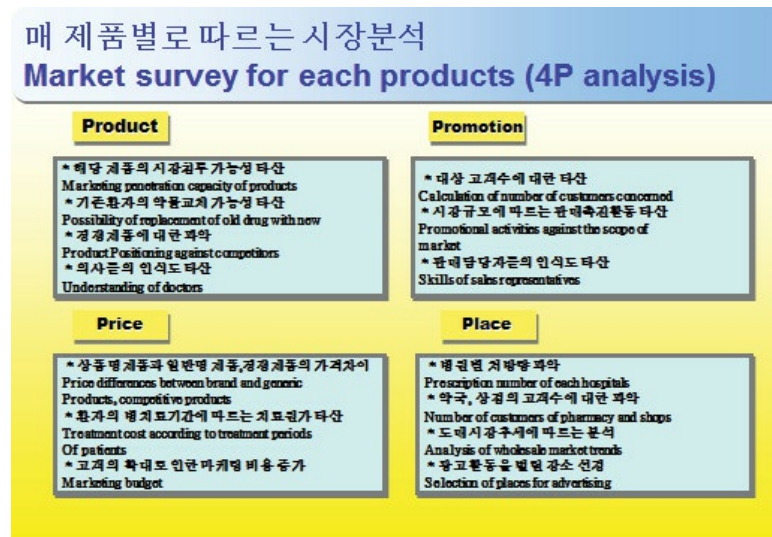 매 제품별로 따르는 시장분석
Market survey for each products (4P analysis)
Product
* 해당 제품의 시장침투 가능성 타산
Marketing penetration capacity of products
* 기존환자의 약물교체 가능성 타산
Possibility of replacement of old drug with new
* 경쟁제품에 대한 파악
Product Positioning against competitors
* 의사들의 인식도 타산
Understanding of doctors
Promotion
* 대상 고객수에 대한 타산
Calculation of number of customers concerned
* 시장규모에 따르는 판매촉진활동 타산
Promotional activities against the scope of
market
* 판매담당자들의 인식도 타산
Skills of sales representatives
Price
* 상품명제품과 일반명 제품,경쟁제품의 가격차이
Price differences between brand and generic
Products, competitive products
* 환자의 병치료기간에 따르는 치료원가 타산
Treatment cost according to treatment periods
Of patients
* 고객의 확대로 인한 마케팅 비용 증가
Marketing budget
Place
* 병원별 처방량 파악
Prescription number of each hospitals
* 약국, 상점의 고객수에 대한 파악
Number of customers of pharmacy and shops
* 도매시장추세에 따르는 분석
Analysis of wholesale market trends
* 광고활동을 벌릴 장소 선정
Selection of places for advertising